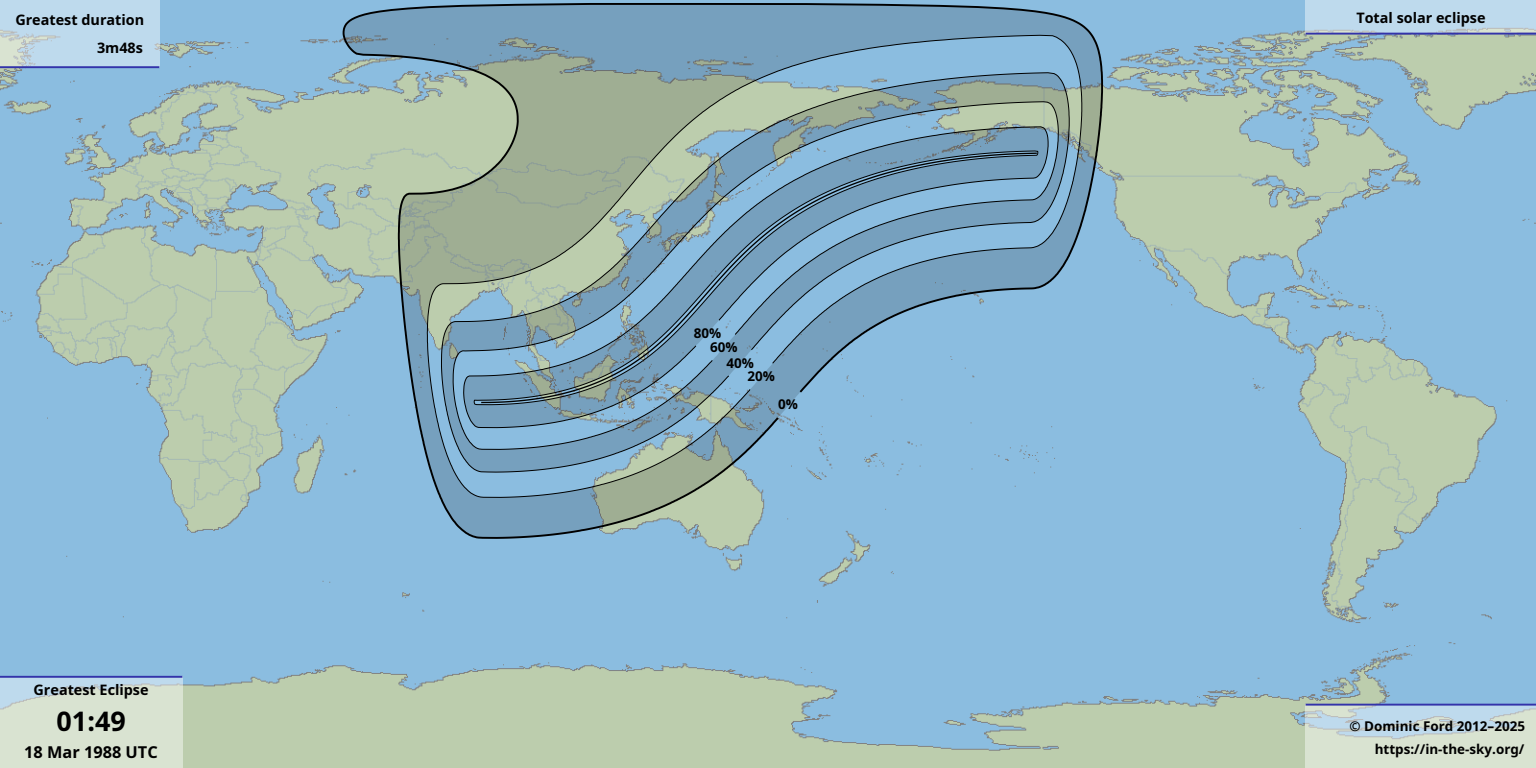 Greatest duration
3m48s
Total solar eclipse
80%
60%
40%
20%
0%
Greatest Eclipse
01:49
18 Mar 1988 UTC
© Dominic Ford 2012–2025
https://in-the-sky.org/